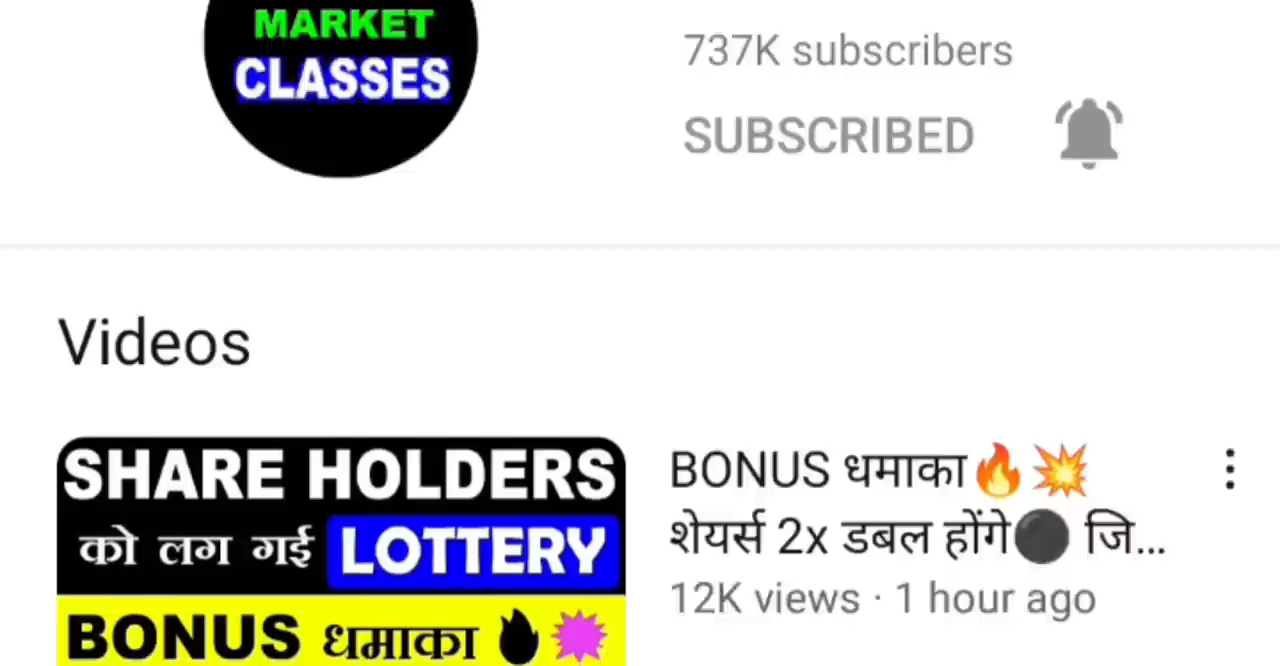 MARKET
CLASSES
737K subscribers
SUBSCRIBED
Videos
SHARE HOLDERS
को लग गई LOTTERY
BONUS धमाका
BONUS धमाका🔥💥
शेयर्स 2x डबल होंगे⚫ जि...
12K views · 1 hour ago